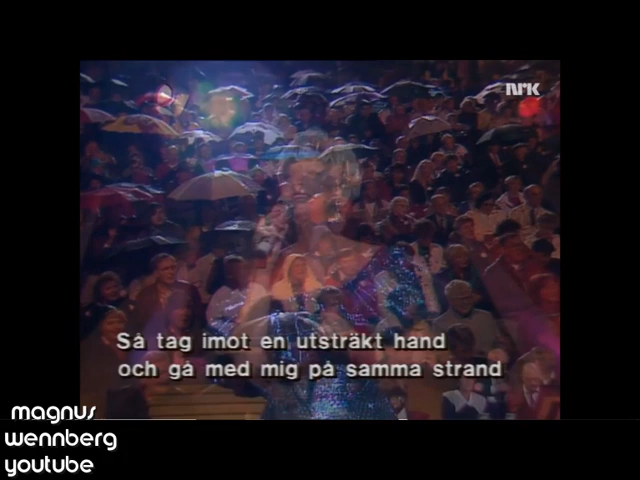 NRK
Så tag imot en utsträkt hand
och gå med mig på samma strand
magnus
wennberg
youtube